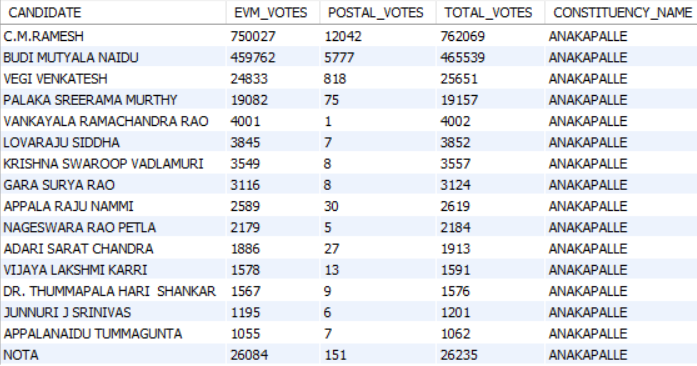 CANDIDATE EVM_VOTES POSTAL_VOTES TOTAL_VOTES CONSTITUENCY_NAME
C.M.RAMESH 750027 12042 762069 ANAKAPALLE
BUDI MUTYALA NAIDU 459762 5777 465539 ANAKAPALLE
VEGI VENKATESH 24833 818 25651 ANAKAPALLE
PALAKA SREERAMA MURTHY 19082 75 19157 ANAKAPALLE
VANKAYALA RAMACHANDRA RAO 4001 1 4002 ANAKAPALLE
LOVARAJU SIDDHA 3845 7 3852 ANAKAPALLE
KRISHNA SWAROOP VADLAMURI 3549 8 3557 ANAKAPALLE
GARA SURYA RAO 3116 8 3124 ANAKAPALLE
APPALA RAJU NAMMI 2589 30 2619 ANAKAPALLE
NAGESWARA RAO PETLA 2179 5 2184 ANAKAPALLE
ADARI SARAT CHANDRA 1886 27 1913 ANAKAPALLE
VIJAYA LAKSHMI KARRI 1578 13 1591 ANAKAPALLE
DR. THUMMAPALA HARI  SHANKAR 1567 9 1576 ANAKAPALLE
JUNNURI J SRINIVAS 1195 6 1201 ANAKAPALLE
APPALANAIDU TUMMAGUNTA 1055 7 1062 ANAKAPALLE
NOTA 26084 151 26235 ANAKAPALLE